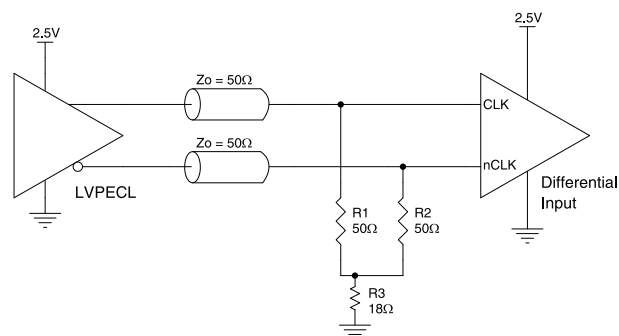 2.5V
2.5V
Zo = 50Ω
CLK
Zo = 50Ω
nCLK
LVPECL
Differential
Input
R1
50Ω
R2
50Ω
R3
18Ω